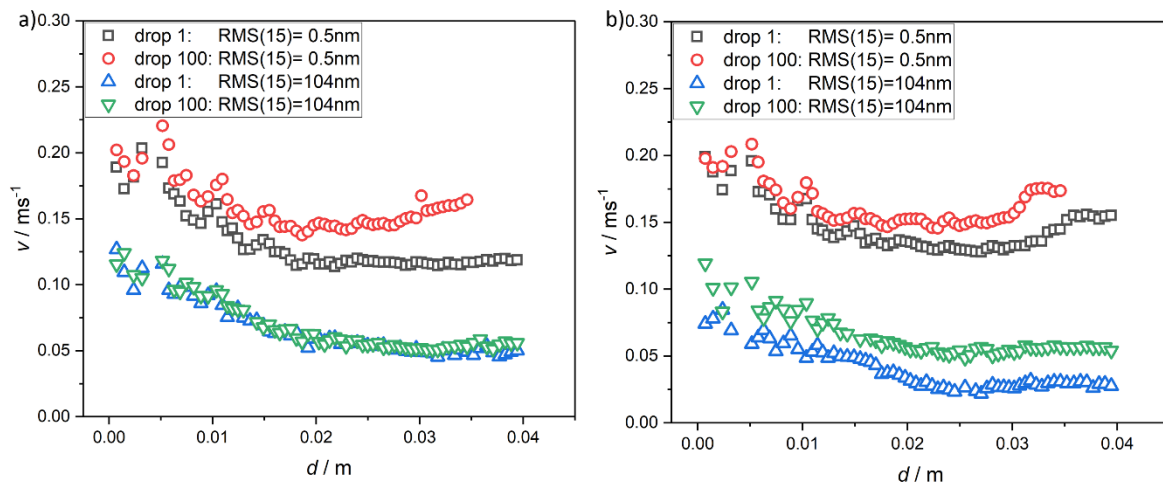 a)
0.30
0.25
0.20
0.15
0.10
0.05
0.00
v / ms⁻¹
drop 1: RMS(15)= 0.5nm
drop 100: RMS(15)= 0.5nm
drop 1: RMS(15)=104nm
drop 100: RMS(15)=104nm
0.00 0.01 0.02 0.03 0.04
d / m
b)
0.30
0.25
0.20
0.15
0.10
0.05
0.00
v / ms⁻¹
drop 1: RMS(15)= 0.5nm
drop 100: RMS(15)= 0.5nm
drop 1: RMS(15)=104nm
drop 100: RMS(15)=104nm
0.00 0.01 0.02 0.03 0.04
d / m